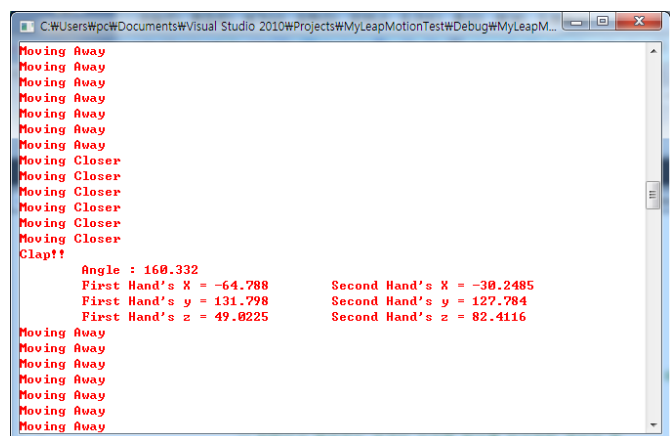 C:₩Users₩pc₩Documents₩Visual Studio 2010₩Projects₩MyLeapMotionTest₩Debug₩MyLeapM...
Moving Away
Moving Away
Moving Away
Moving Away
Moving Away
Moving Away
Moving Away
Moving Closer
Moving Closer
Moving Closer
Moving Closer
Moving Closer
Moving Closer
Clap!!
Angle : 160.332
First Hand's X = -64.788 Second Hand's X = -30.2485
First Hand's y = 131.798 Second Hand's y = 127.784
First Hand's z = 49.0225 Second Hand's z = 82.4116
Moving Away
Moving Away
Moving Away
Moving Away
Moving Away
Moving Away
Moving Away